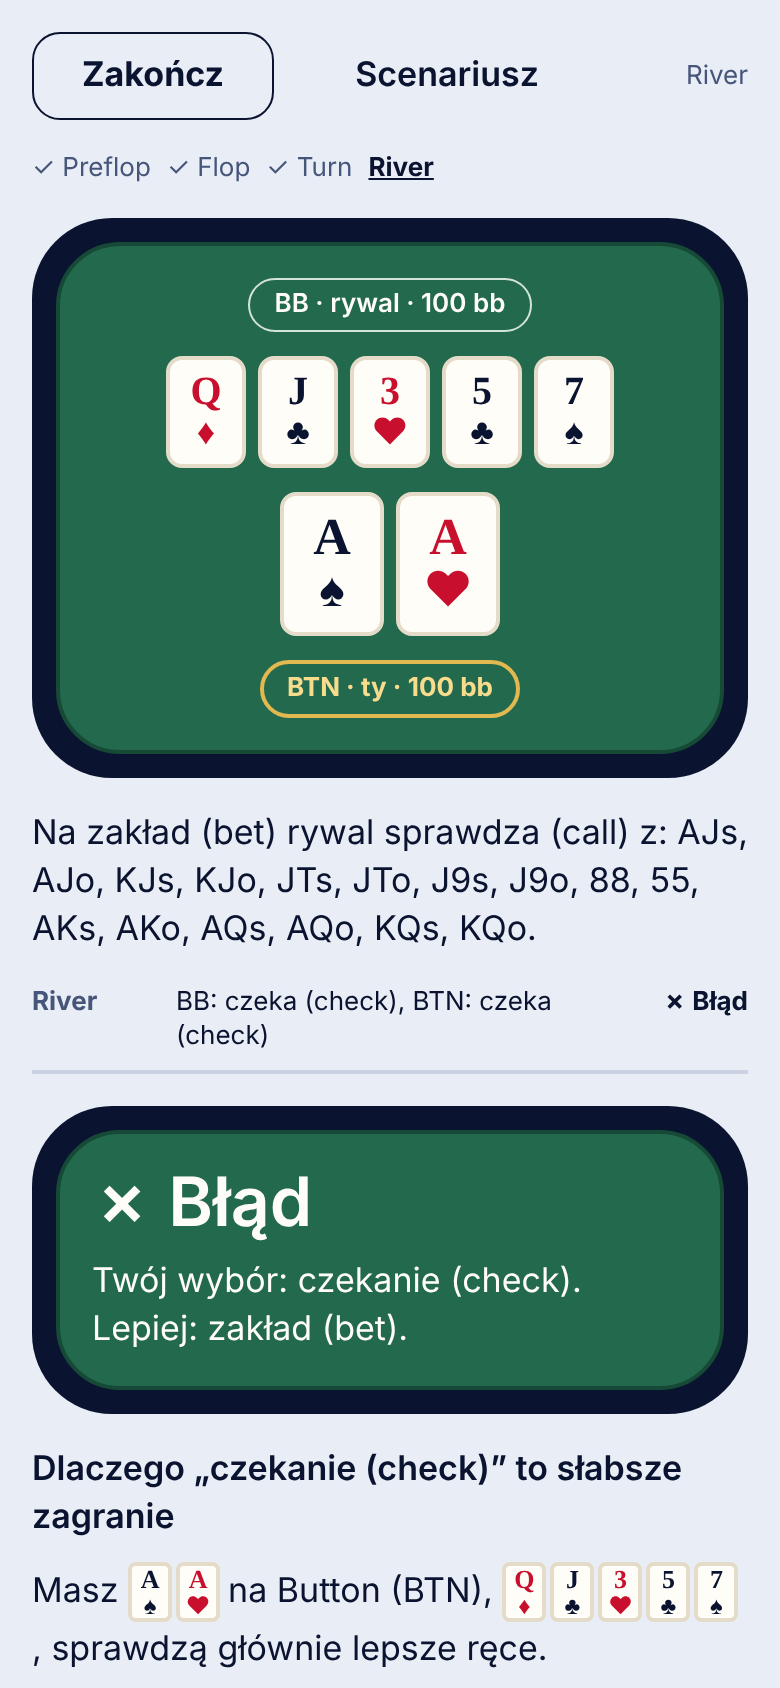 Zakończ
Scenariusz
River
✓ Preflop ✓ Flop ✓ Turn River
BB · rywal · 100 bb
Q♦ J♣ 3♥ 5♣ 7♠
A♠ A♥
BTN · ty · 100 bb
Na zakład (bet) rywal sprawdza (call) z: AJs,
AJo, KJs, KJo, JTs, JTo, J9s, J9o, 88, 55,
AKs, AKo, AQs, AQo, KQs, KQo.
River BB: czeka (check), BTN: czeka × Błąd
(check)
× Błąd
Twój wybór: czekanie (check).
Lepiej: zakład (bet).
Dlaczego „czekanie (check)” to słabsze
zagranie
Masz A♠ A♥ na Button (BTN), Q♦ J♣ 3♥ 5♣ 7♠
, sprawdzą głównie lepsze ręce.